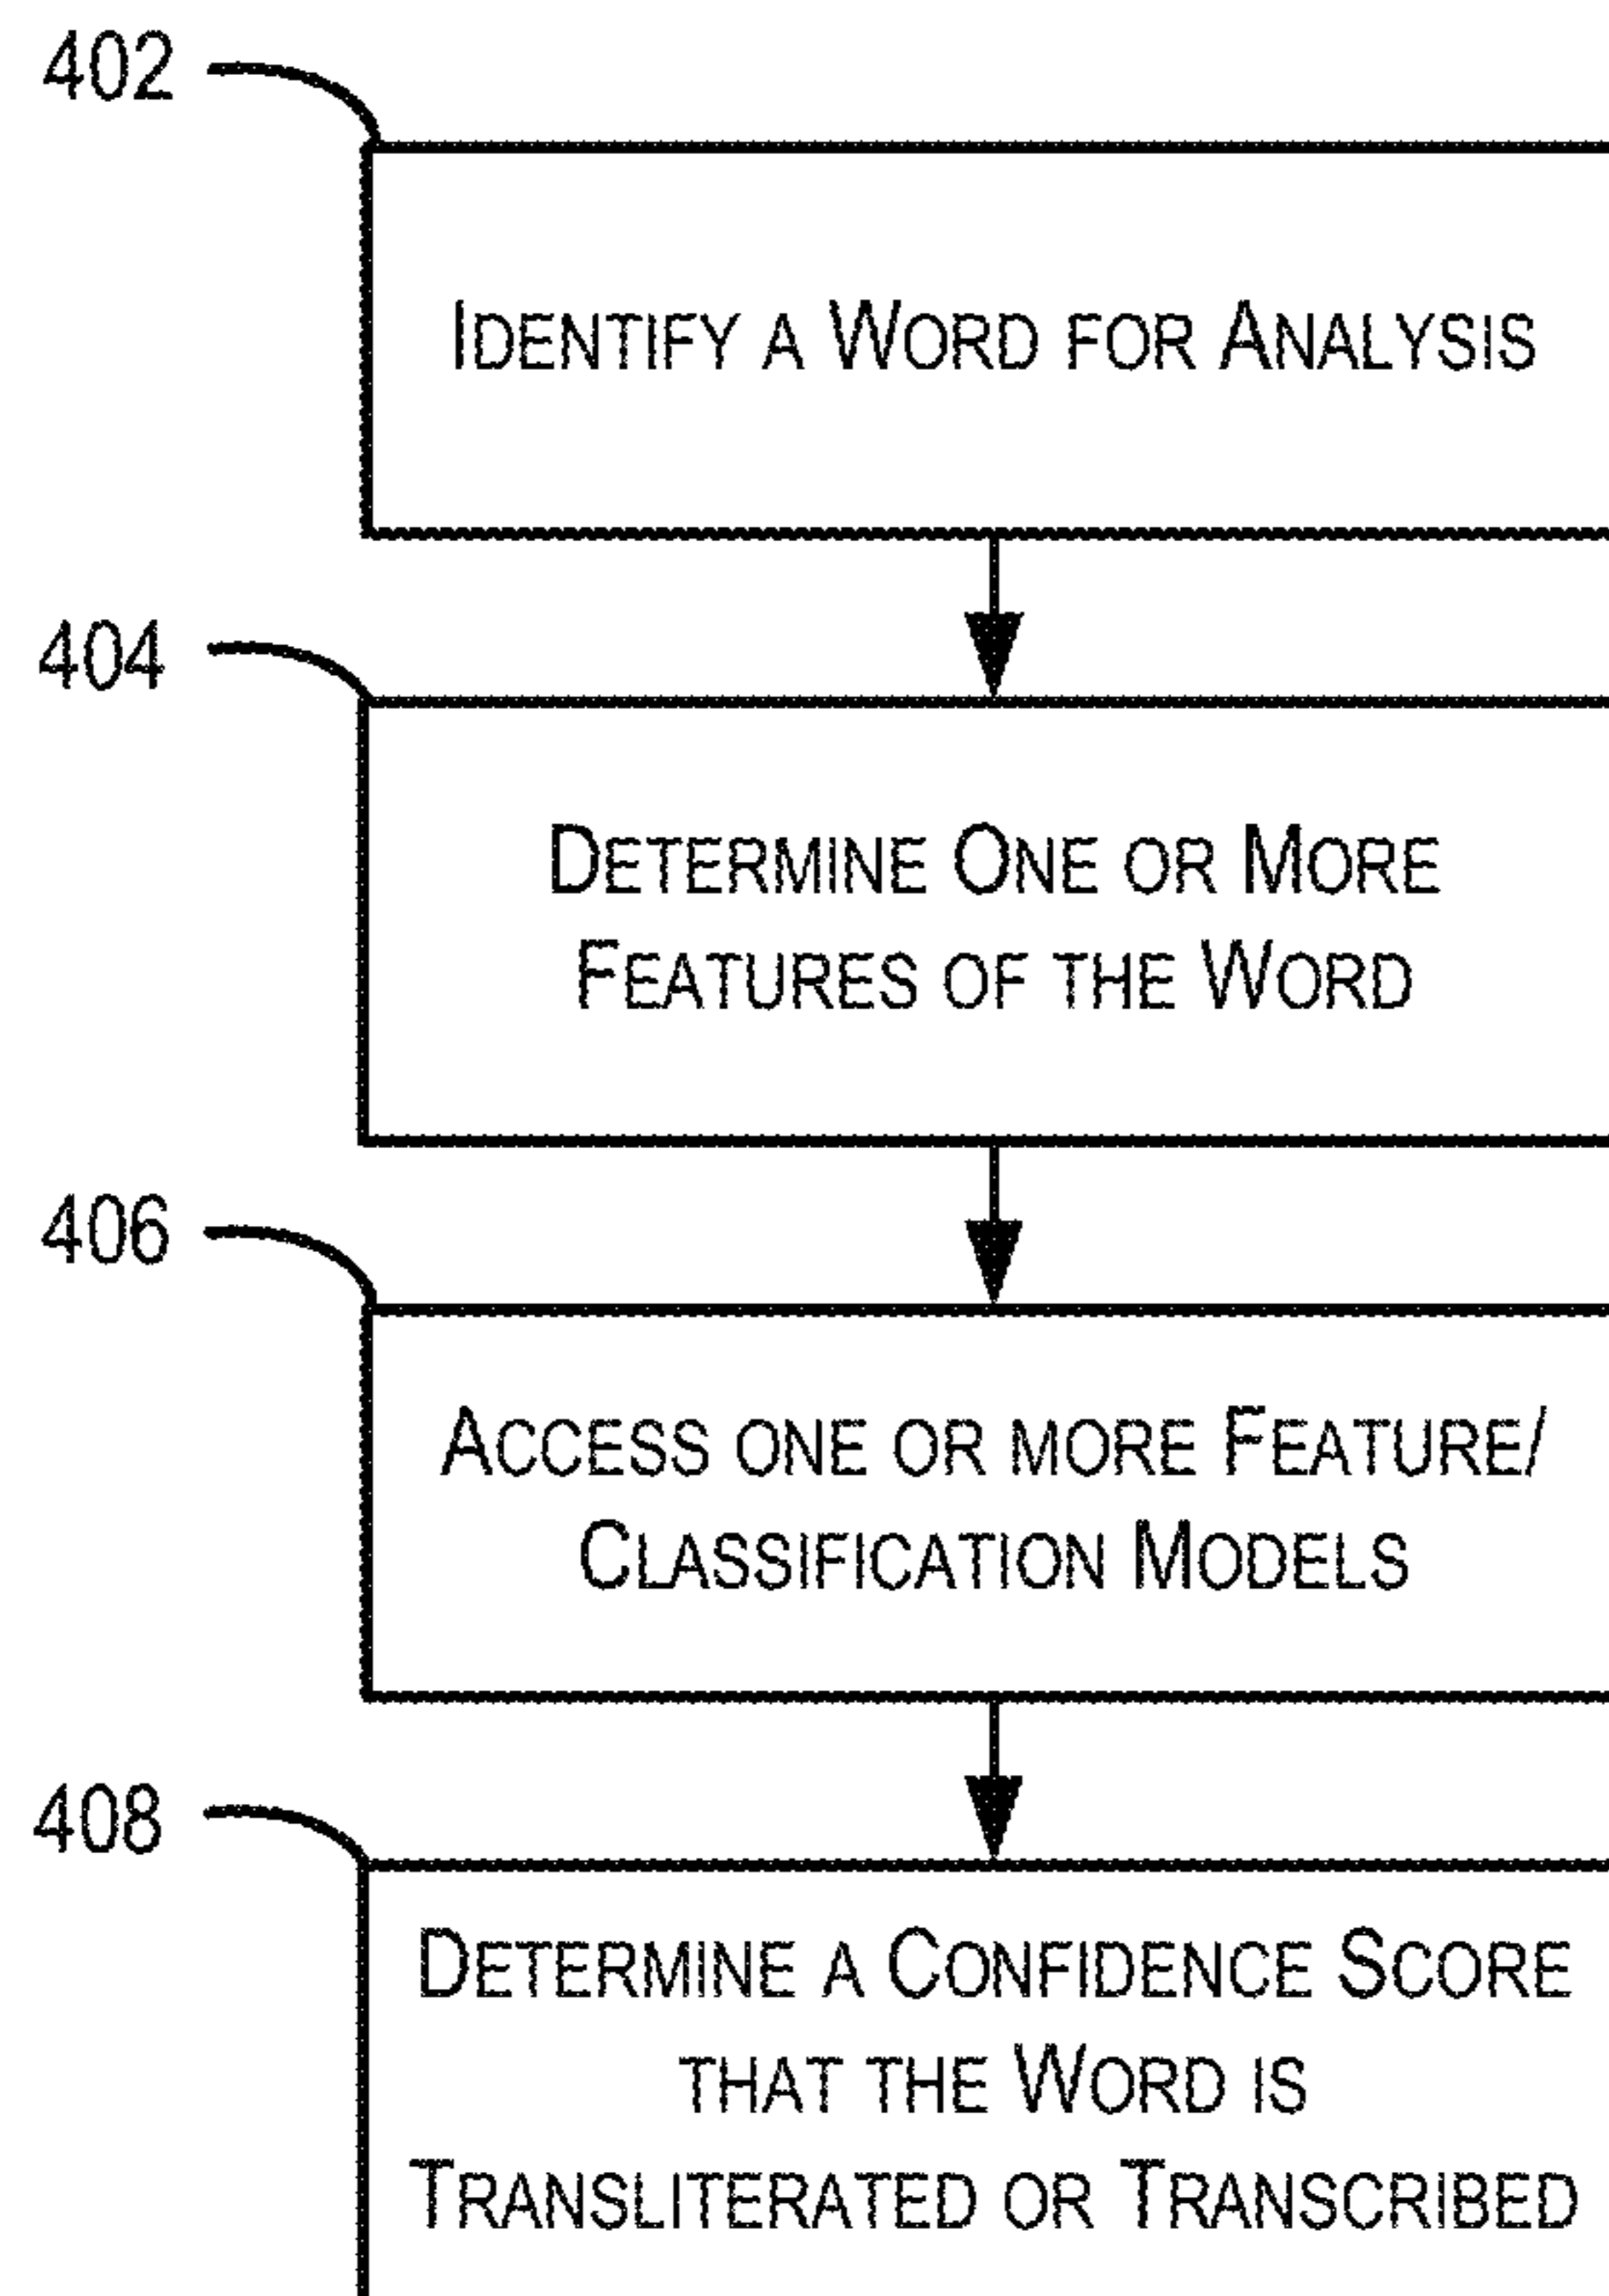 402
IDENTIFY A WORD FOR ANALYSIS
404
DETERMINE ONE OR MORE
FEATURES OF THE WORD
406
ACCESS ONE OR MORE FEATURE/
CLASSIFICATION MODELS
408
DETERMINE A CONFIDENCE SCORE
THAT THE WORD IS
TRANSLITERATED OR TRANSCRIBED